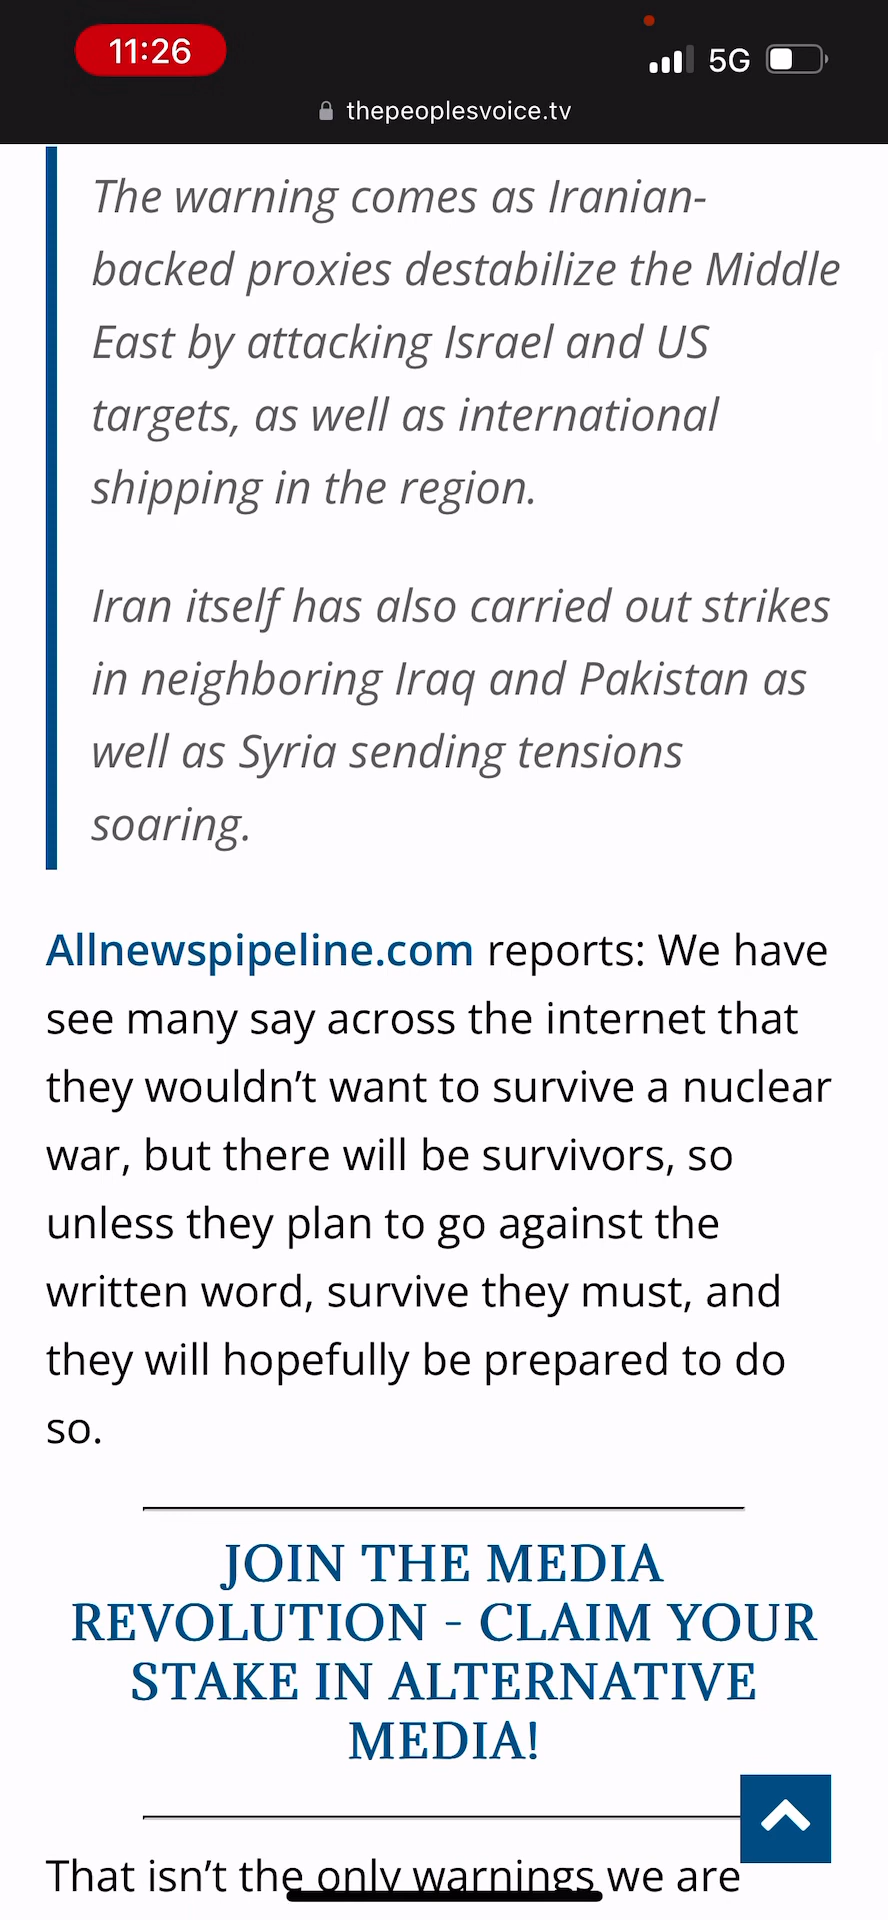 11:26
5G
thepeoplesvoice.tv
The warning comes as Iranian-
backed proxies destabilize the Middle
East by attacking Israel and US
targets, as well as international
shipping in the region.
Iran itself has also carried out strikes
in neighboring Iraq and Pakistan as
well as Syria sending tensions
soaring.
Allnewspipeline.com reports: We have
see many say across the internet that
they wouldn’t want to survive a nuclear
war, but there will be survivors, so
unless they plan to go against the
written word, survive they must, and
they will hopefully be prepared to do
so.
JOIN THE MEDIA
REVOLUTION - CLAIM YOUR
STAKE IN ALTERNATIVE
MEDIA!
That isn’t the only warnings we are